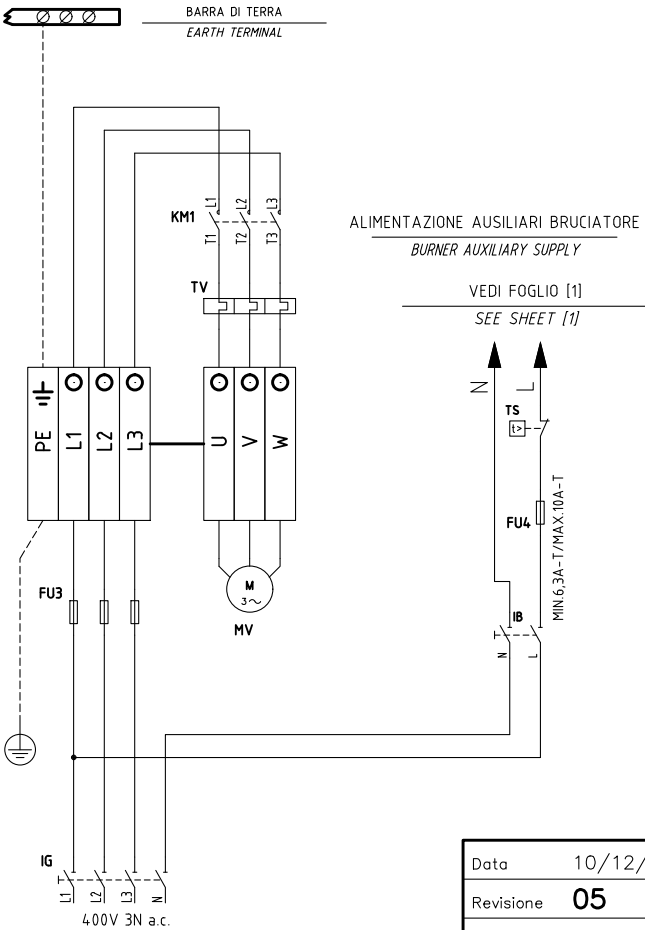 BARRA DI TERRA
EARTH TERMINAL
KM1
L1
L2
L3
T1
T2
T3
TV
ALIMENTAZIONE AUSILIARI BRUCIATORE
BURNER AUXILIARY SUPPLY
VEDI FOGLIO [1]
SEE SHEET [1]
N
L
TS
t>
PE
L1
L2
L3
U
V
W
FU4
MIN.6,3A-T/MAX.10A-T
FU3
M
3~
MV
IB
N
L
IG
L1
L2
L3
N
400V 3N a.c.
Data 10/12/
Revisione 05